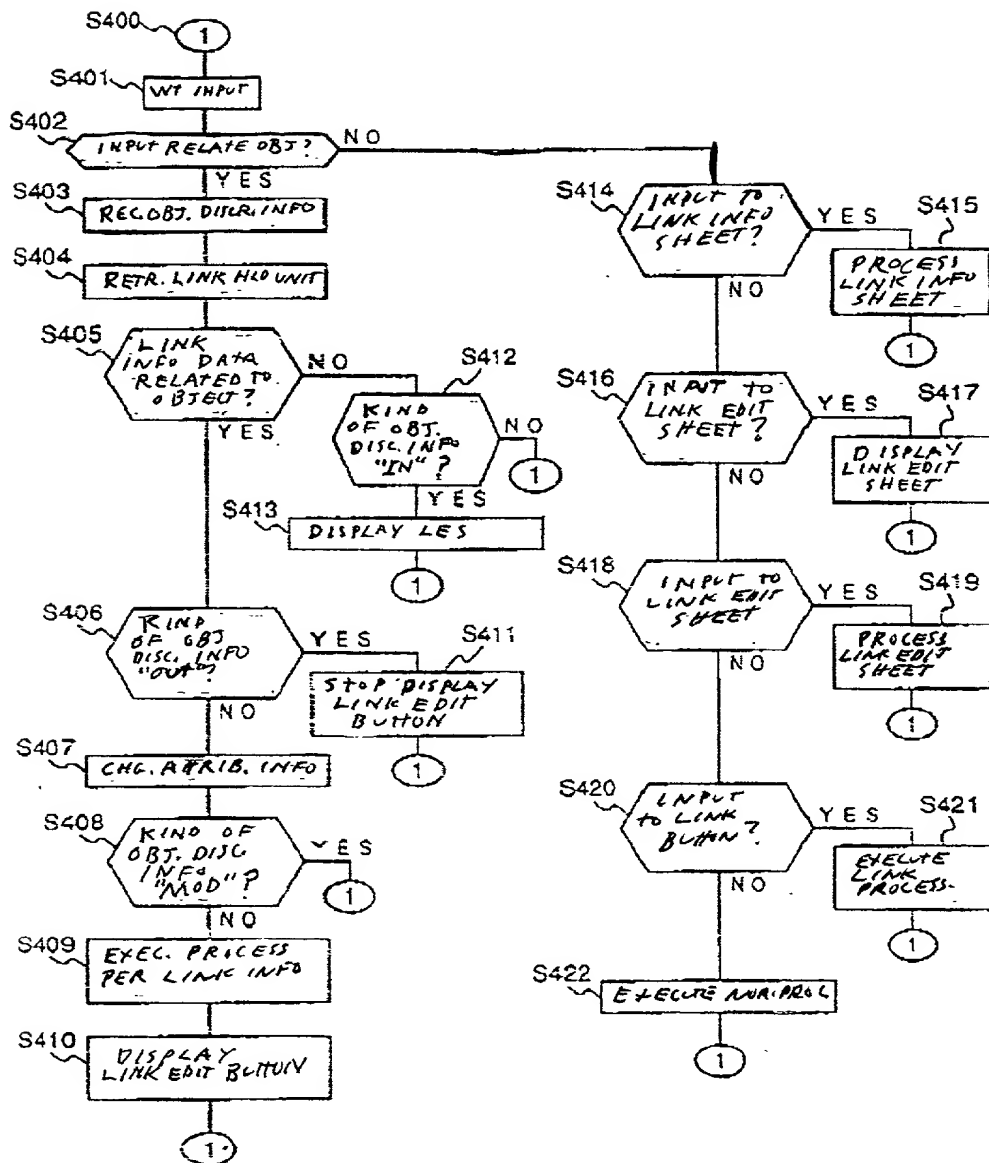 S400
1
S401
WT INPUT
S402
INPUT RELATE OBJ?
NO
YES
S403
REC.OBJ. DISCR.INFO
S404
RETR. LINK HLD UNIT
S405
LINK
INFO DATA
RELATED TO
OBJECT?
NO
YES
S412
KIND
OF OBJ.
DISC. INFO
"IN"?
NO
1
YES
S413
DISPLAY LES
1
S406
KIND
OF OBJ
DISC. INFO
"OUT"?
YES
NO
S411
STOP DISPLAY
LINK EDIT
BUTTON
1
S407
CHG. ATTRIB. INFO
S408
KIND OF
OBJ. DISC
INFO
"MOD"?
YES
1
NO
S409
EXEC. PROCESS
PER LINK INFO
S410
DISPLAY
LINK EDIT BUTTON
1
S414
INPUT TO
LINK INFO
SHEET?
YES
NO
S415
PROCESS
LINK INFO
SHEET
1
S416
INPUT TO
LINK EDIT
SHEET?
YES
NO
S417
DISPLAY
LINK EDIT
SHEET
1
S418
INPUT TO
LINK EDIT
SHEET
YES
NO
S419
PROCESS
LINK EDIT
SHEET
1
S420
INPUT
TO LINK
BUTTON?
YES
NO
S421
EXECUTE
LINK
PROCESS.
1
S422
EXECUTE NOR.PROC
1